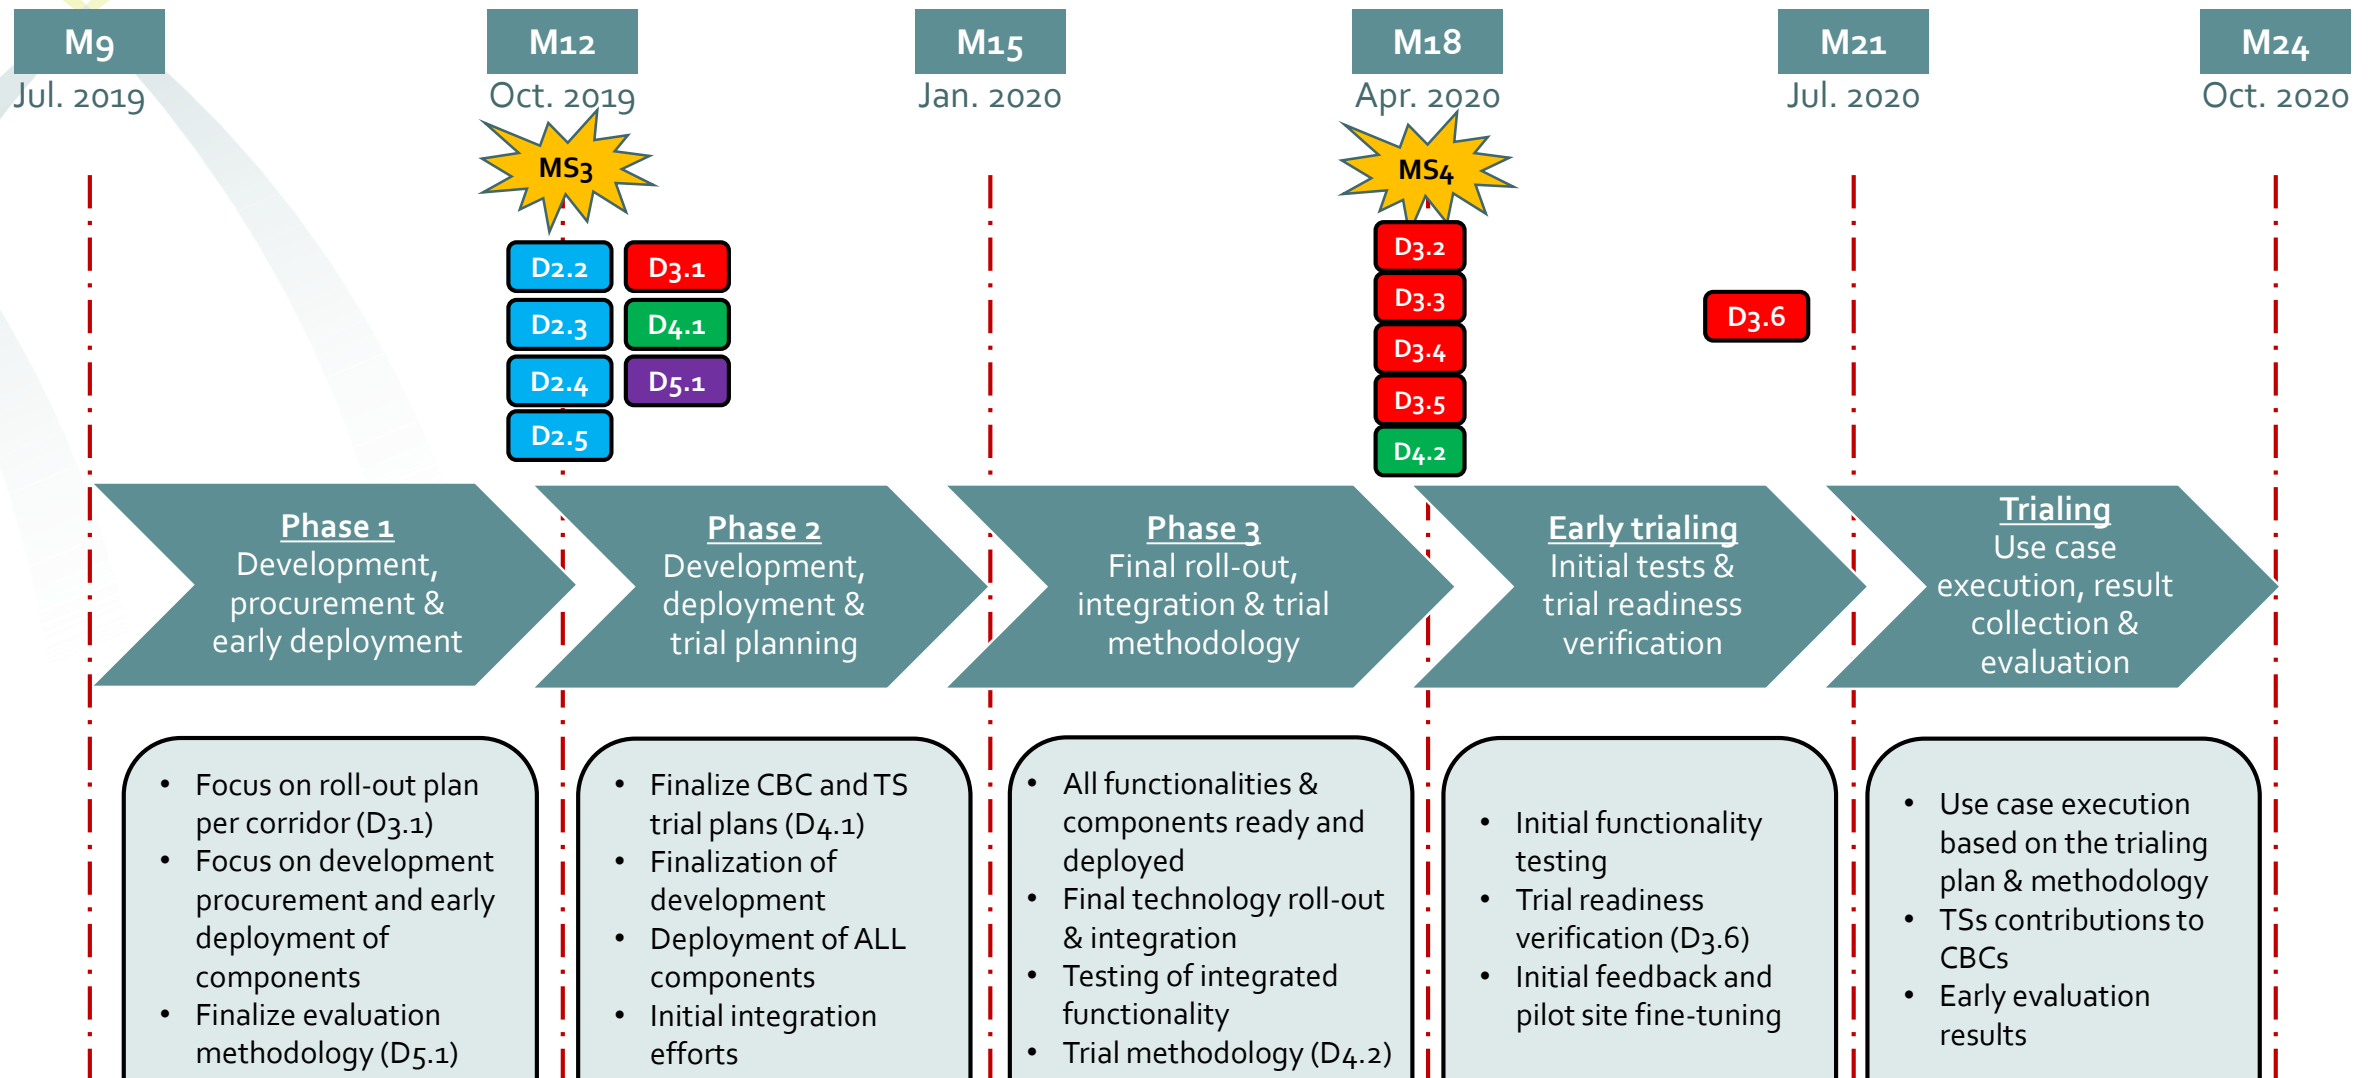 M9
M12
M15
M18
M21
M24
Jul. 2019
Oct. 2019
Jan. 2020
Apr. 2020
Jul. 2020
Oct. 2020
MS3
MS4
D2.2
D3.1
D2.3
D4.1
D2.4
D5.1
D2.5
D3.2
D3.3
D3.4
D3.5
D4.2
D3.6
Phase 1
Development,
procurement &
early deployment
Phase 2
Development,
deployment &
trial planning
Phase 3
Final roll-out,
integration & trial
methodology
Early trialing
Initial tests &
trial readiness
verification
Trialing
Use case
execution, result
collection &
evaluation
• Focus on roll-out plan
per corridor (D3.1)
• Focus on development
procurement and early
deployment of
components
• Finalize evaluation
methodology (D5.1)
• Finalize CBC and TS
trial plans (D4.1)
• Finalization of
development
• Deployment of ALL
components
• Initial integration
efforts
• All functionalities &
components ready and
deployed
• Final technology roll-out
& integration
• Testing of integrated
functionality
• Trial methodology (D4.2)
• Initial functionality
testing
• Trial readiness
verification (D3.6)
• Initial feedback and
pilot site fine-tuning
• Use case execution
based on the trialing
plan & methodology
• TSs contributions to
CBCs
• Early evaluation
results